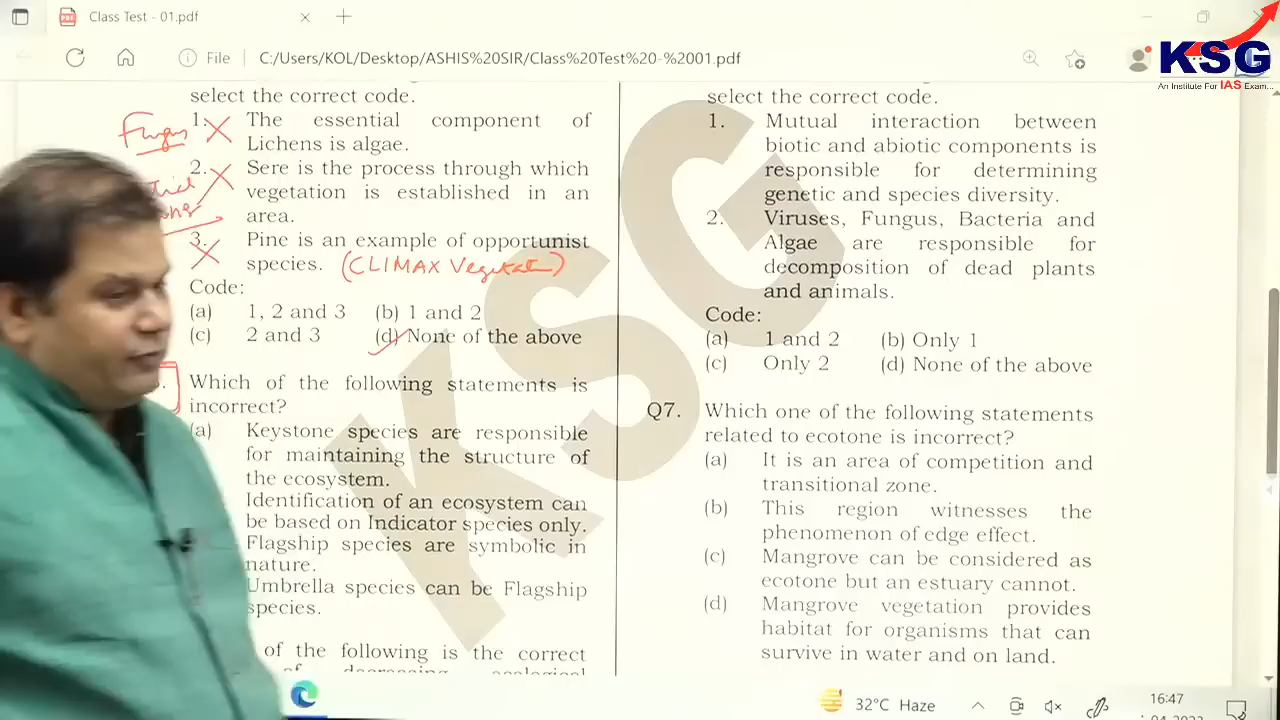 Class Test - 01.pdf
File
C:/Users/KOL/Desktop/ASHIS%20SIR/Class%20Test%20-%2001.pdf
KSG
An Institute For IAS Exam...
select the correct code.
Fungus
1. The essential component of
Lichens is algae.
2. Sere is the process through which
vegetation is established in an
area.
3. Pine is an example of opportunist
species. (CLIMAX Vegetat
Code:
(a) 1, 2 and 3 (b) 1 and 2
(c) 2 and 3 (d) None of the above
Which of the following statements is
incorrect?
(a) Keystone species are responsible
for maintaining the structure of
the ecosystem.
Identification of an ecosystem can
be based on Indicator species only.
Flagship species are symbolic in
nature.
Umbrella species can be Flagship
species.
of the following is the correct
of decreasing ecological
select the correct code.
1. Mutual interaction between
biotic and abiotic components is
responsible for determining
genetic and species diversity.
2. Viruses, Fungus, Bacteria and
Algae are responsible for
decomposition of dead plants
and animals.
Code:
(a) 1 and 2 (b) Only 1
(c) Only 2 (d) None of the above
Q7. Which one of the following statements
related to ecotone is incorrect?
(a) It is an area of competition and
transitional zone.
(b) This region witnesses the
phenomenon of edge effect.
(c) Mangrove can be considered as
ecotone but an estuary cannot.
(d) Mangrove vegetation provides
habitat for organisms that can
survive in water and on land.
KSG
32°C Haze
16:47